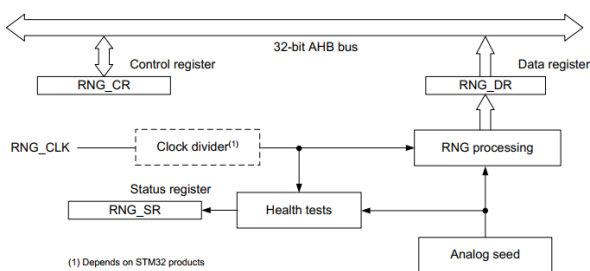 32-bit AHB bus
Control register
Data register
RNG_CR
RNG_DR
RNG_CLK
Clock divider(1)
RNG processing
Status register
RNG_SR
Health tests
Analog seed
(1) Depends on STM32 products